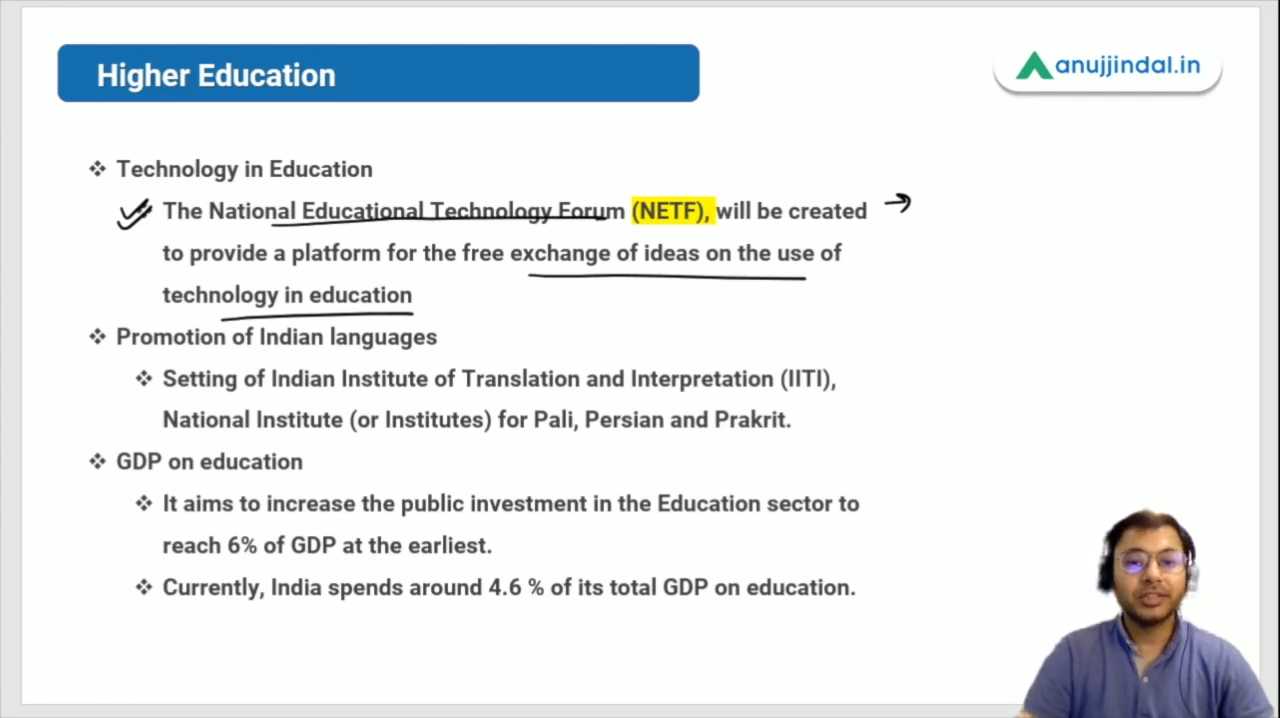 Higher Education
anujjindal.in
Technology in Education
The National Educational Technology Forum (NETF), will be created
to provide a platform for the free exchange of ideas on the use of
technology in education
Promotion of Indian languages
Setting of Indian Institute of Translation and Interpretation (IITI),
National Institute (or Institutes) for Pali, Persian and Prakrit.
GDP on education
It aims to increase the public investment in the Education sector to
reach 6% of GDP at the earliest.
Currently, India spends around 4.6 % of its total GDP on education.